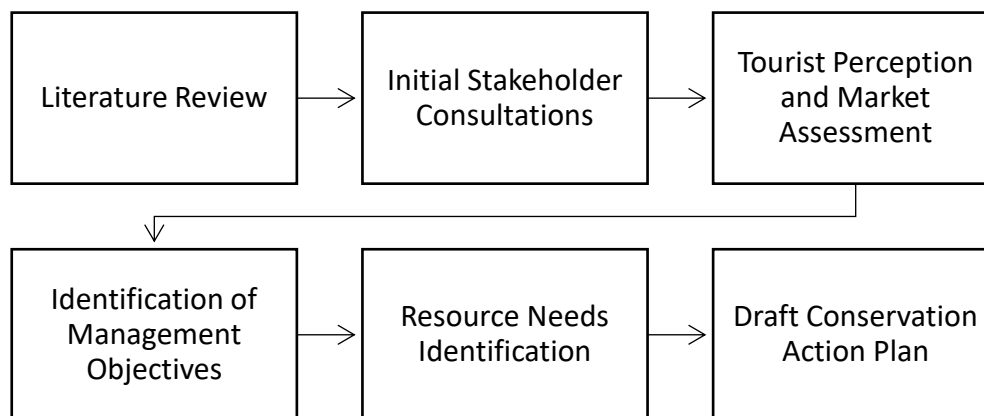 Literature Review
Initial Stakeholder
Consultations
Tourist Perception
and Market
Assessment
Identification of
Management
Objectives
Resource Needs
Identification
Draft Conservation
Action Plan